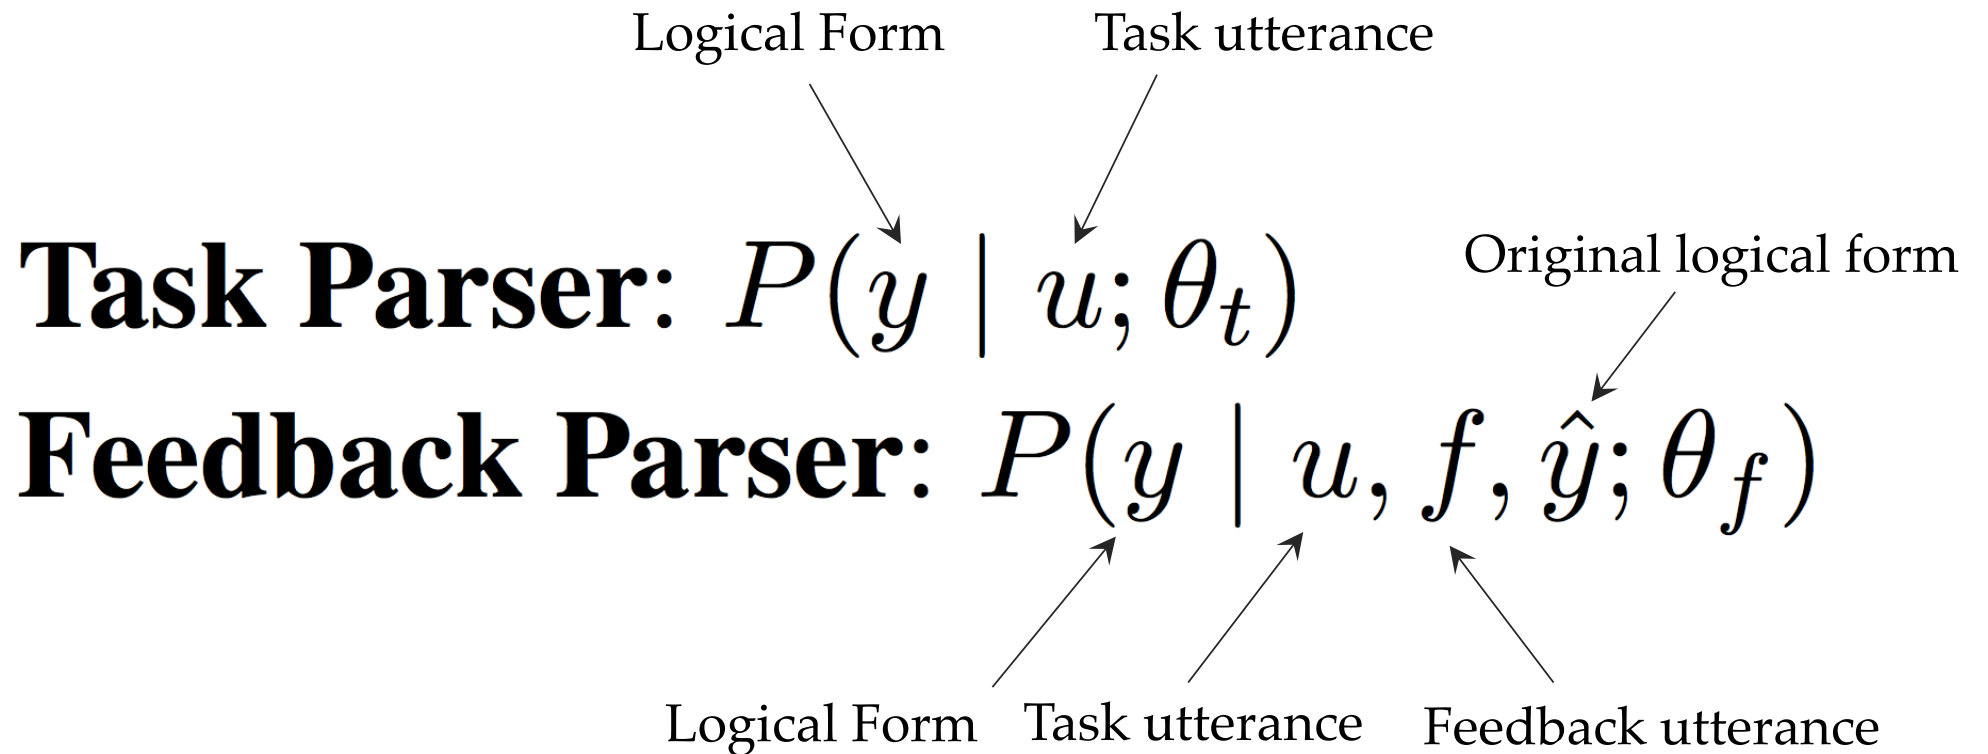 Logical Form Task utterance
Original logical form
Task Parser: P(y | u; θ_t)
Feedback Parser: P(y | u, f, ŷ; θ_f)
Logical Form Task utterance Feedback utterance